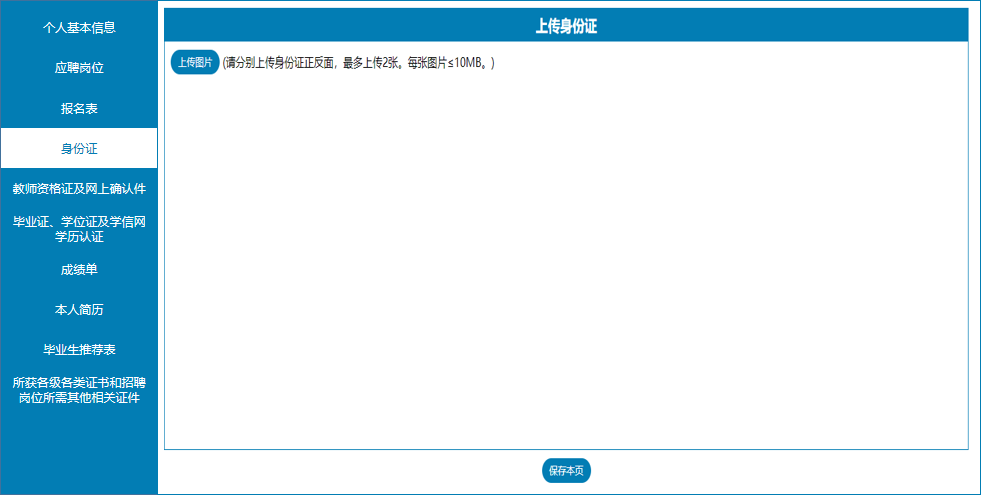 个人基本信息
应聘岗位
报名表
身份证
教师资格证及网上确认件
毕业证、学位证及学信网
学历认证
成绩单
本人简历
毕业生推荐表
所获各级各类证书和招聘
岗位所需其他相关证件
上传身份证
上传图片 (请分别上传身份证正反面，最多上传2张。每张图片≤10MB。)
保存本页